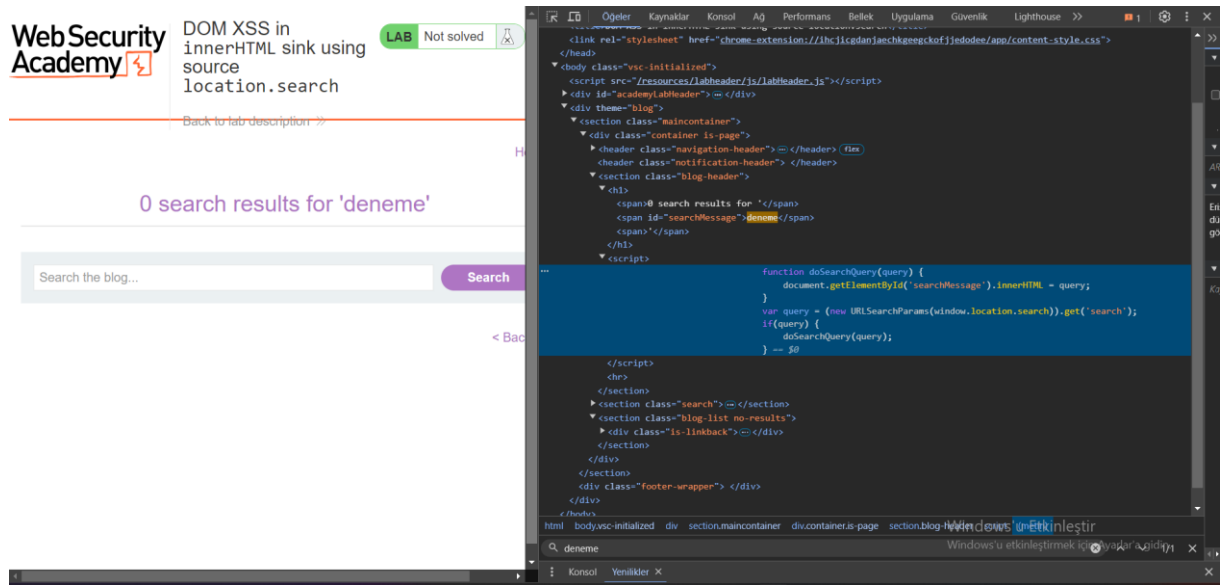 Web Security
Academy
DOM XSS in
innerHTML sink using
source
location.search
LAB Not solved
Back to lab description
0 search results for 'deneme'
Search the blog...
Search
< Bac
Öğeler Kaynaklar Konsol Ağ Performans Bellek Uygulama Güvenlik Lighthouse 1
<link rel="stylesheet" href="chrome-extension://ihcjicgdanjaechkgeegckofjjedodee/app/content-style.css">
</head>
<body class="vsc-initialized">
<script src="/resources/labheader/js/labHeader.js"></script>
<div id="academyLabHeader">…</div>
<div theme="blog">
<section class="maincontainer">
<div class="container is-page">
<header class="navigation-header">…</header> flex
<header class="notification-header"> </header>
<section class="blog-header">
<h1>
<span>0 search results for '</span>
<span id="searchMessage">deneme</span>
<span>'</span>
</h1>
<script>
function doSearchQuery(query) {
document.getElementById('searchMessage').innerHTML = query;
}
var query = (new URLSearchParams(window.location.search)).get('search');
if(query) {
doSearchQuery(query);
} == $0
</script>
<hr>
</section>
<section class="search">…</section>
<section class="blog-list no-results">
<div class="is-linkback">…</div>
</section>
</div>
</section>
<div class="footer-wrapper"> </div>
</div>
</body>
html body.vsc-initialized div section.maincontainer div.container.is-page
Windows'u Etkinleştir
Windows'u etkinleştirmek için Ayarlar'a gidin.
deneme
1/1
Konsol Yenilikler